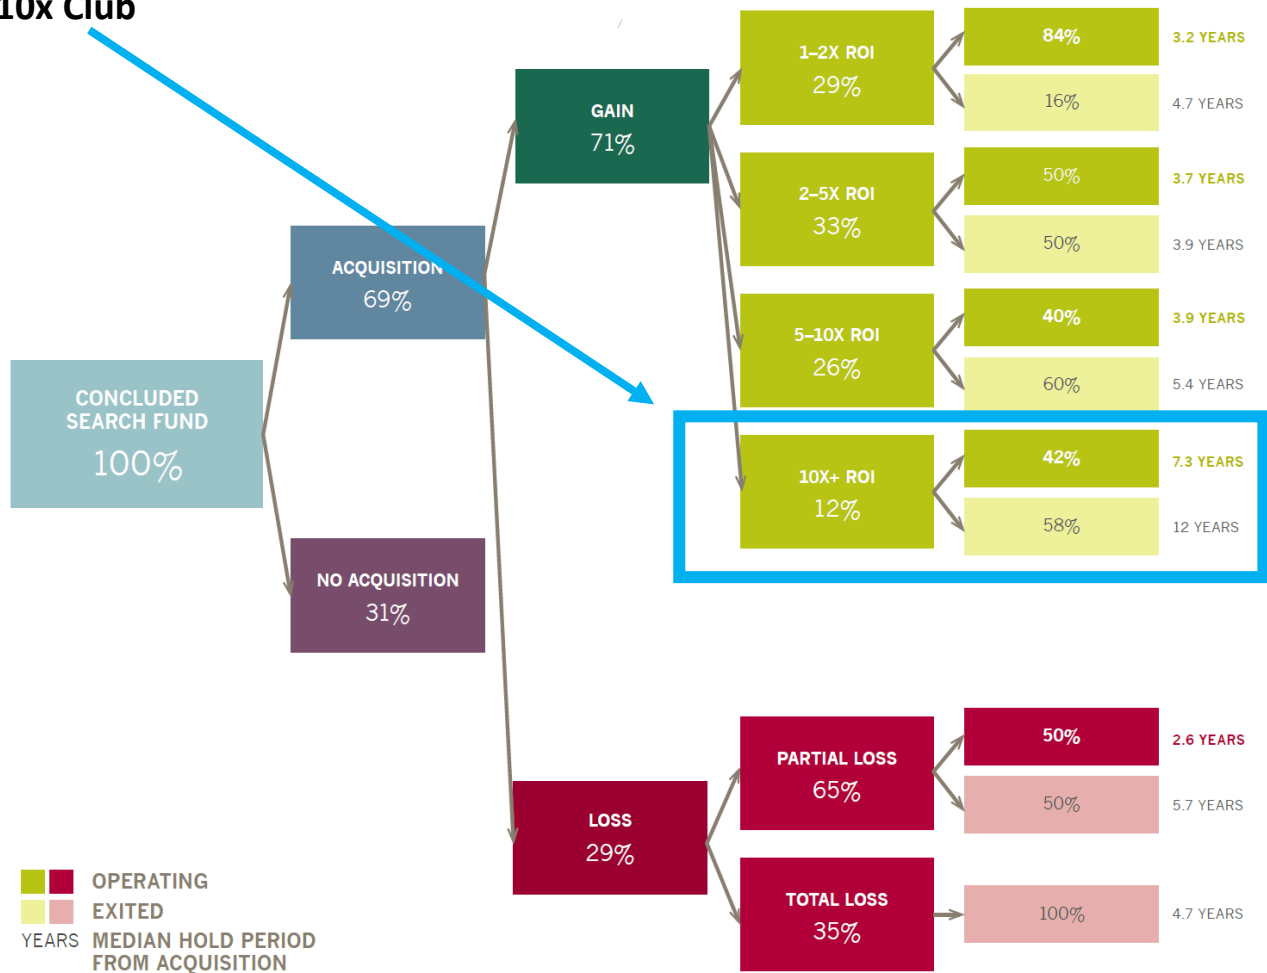 10x Club
1–2X ROI
29%
84%
3.2 YEARS
16%
4.7 YEARS
GAIN
71%
2–5X ROI
33%
50%
3.7 YEARS
50%
3.9 YEARS
ACQUISITION
69%
5–10X ROI
26%
40%
3.9 YEARS
60%
5.4 YEARS
CONCLUDED
SEARCH FUND
100%
10X+ ROI
12%
42%
7.3 YEARS
58%
12 YEARS
NO ACQUISITION
31%
PARTIAL LOSS
65%
50%
2.6 YEARS
50%
5.7 YEARS
LOSS
29%
TOTAL LOSS
35%
100%
4.7 YEARS
OPERATING
EXITED
YEARS MEDIAN HOLD PERIOD
FROM ACQUISITION